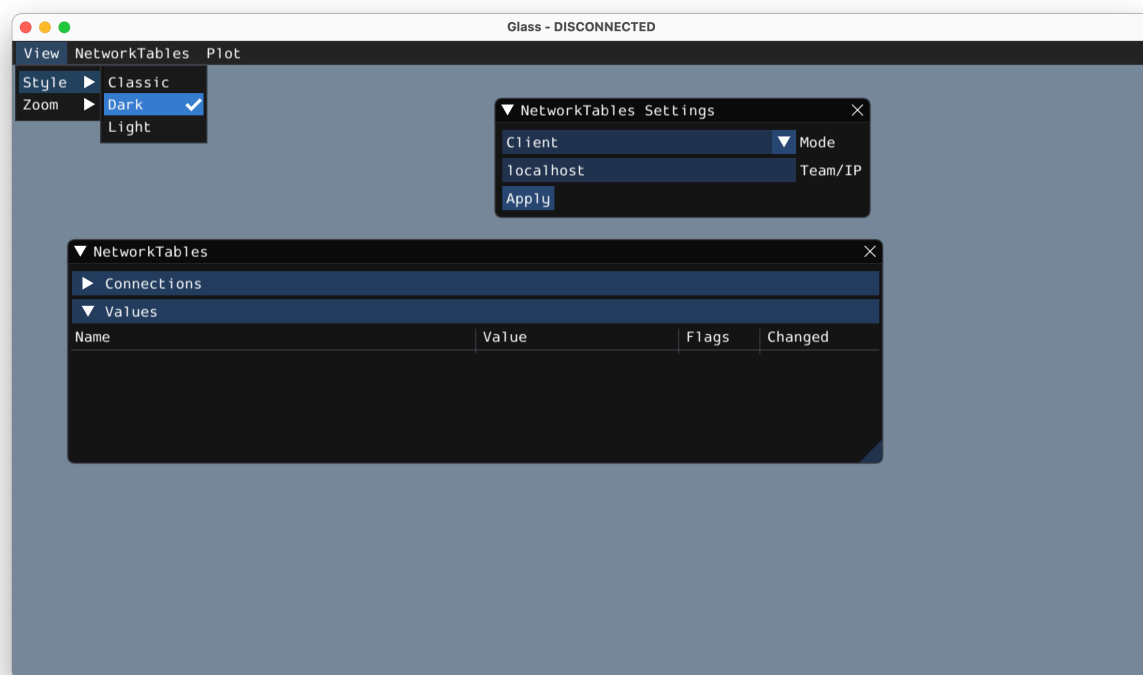 Glass - DISCONNECTED
View NetworkTables Plot
Style Classic
Zoom Dark
Light
NetworkTables Settings
Client Mode
localhost Team/IP
Apply
NetworkTables
Connections
Values
Name Value Flags Changed